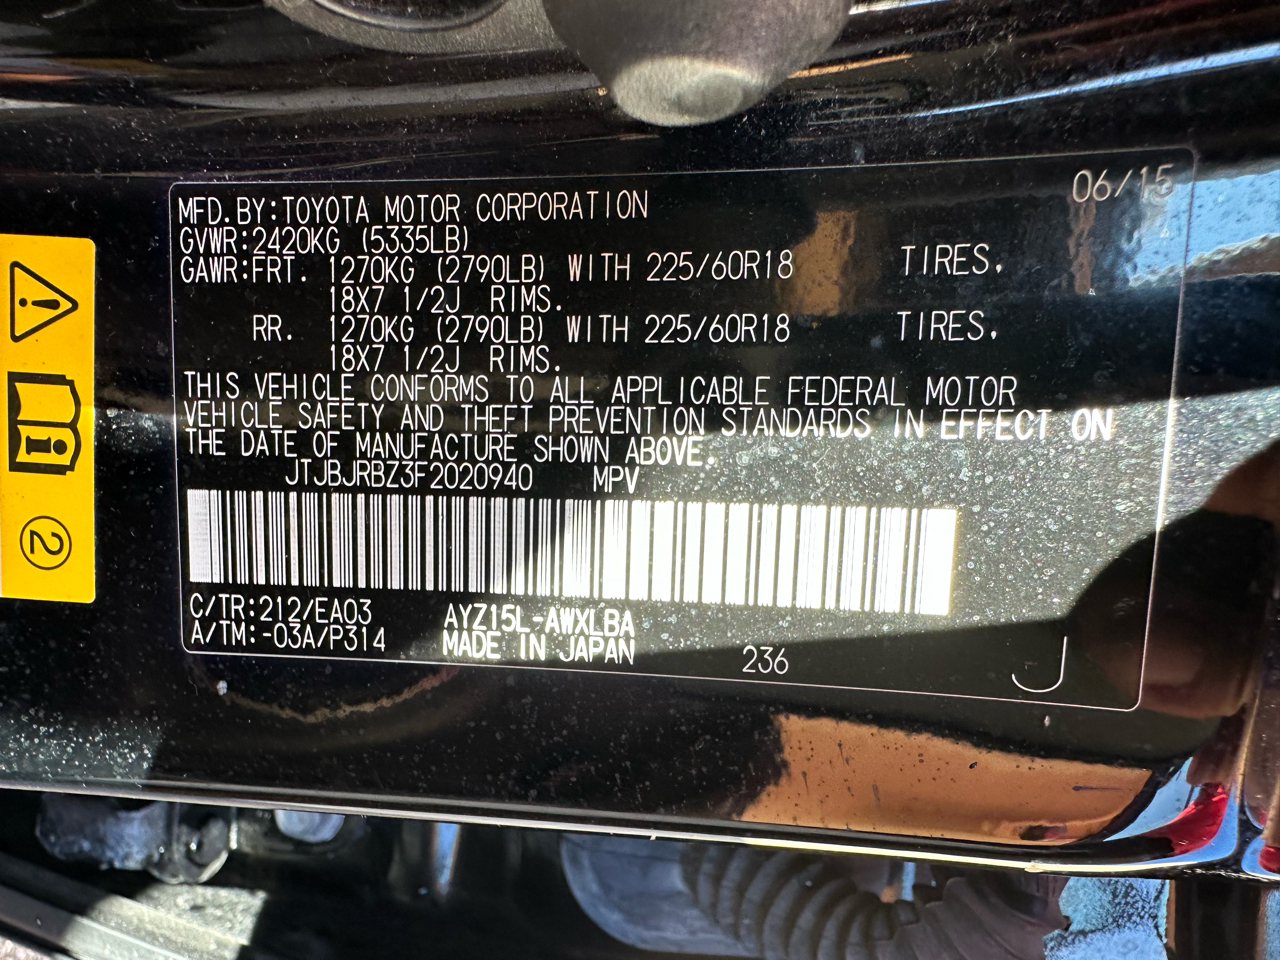 06/15
MFD.BY:TOYOTA MOTOR CORPORATION
GVWR:2420KG (5335LB)
GAWR:FRT. 1270KG (2790LB) WITH 225/60R18 TIRES,
18X7 1/2J RIMS.
RR. 1270KG (2790LB) WITH 225/60R18 TIRES,
18X7 1/2J RIMS.
THIS VEHICLE CONFORMS TO ALL APPLICABLE FEDERAL MOTOR
VEHICLE SAFETY AND THEFT PREVENTION STANDARDS IN EFFECT ON
THE DATE OF MANUFACTURE SHOWN ABOVE.
JTJBJRBZ3F2020940 MPV
C/TR:212/EA03 AYZ15L-AWXLBA
A/TM:-03A/P314 MADE IN JAPAN 236 J
2